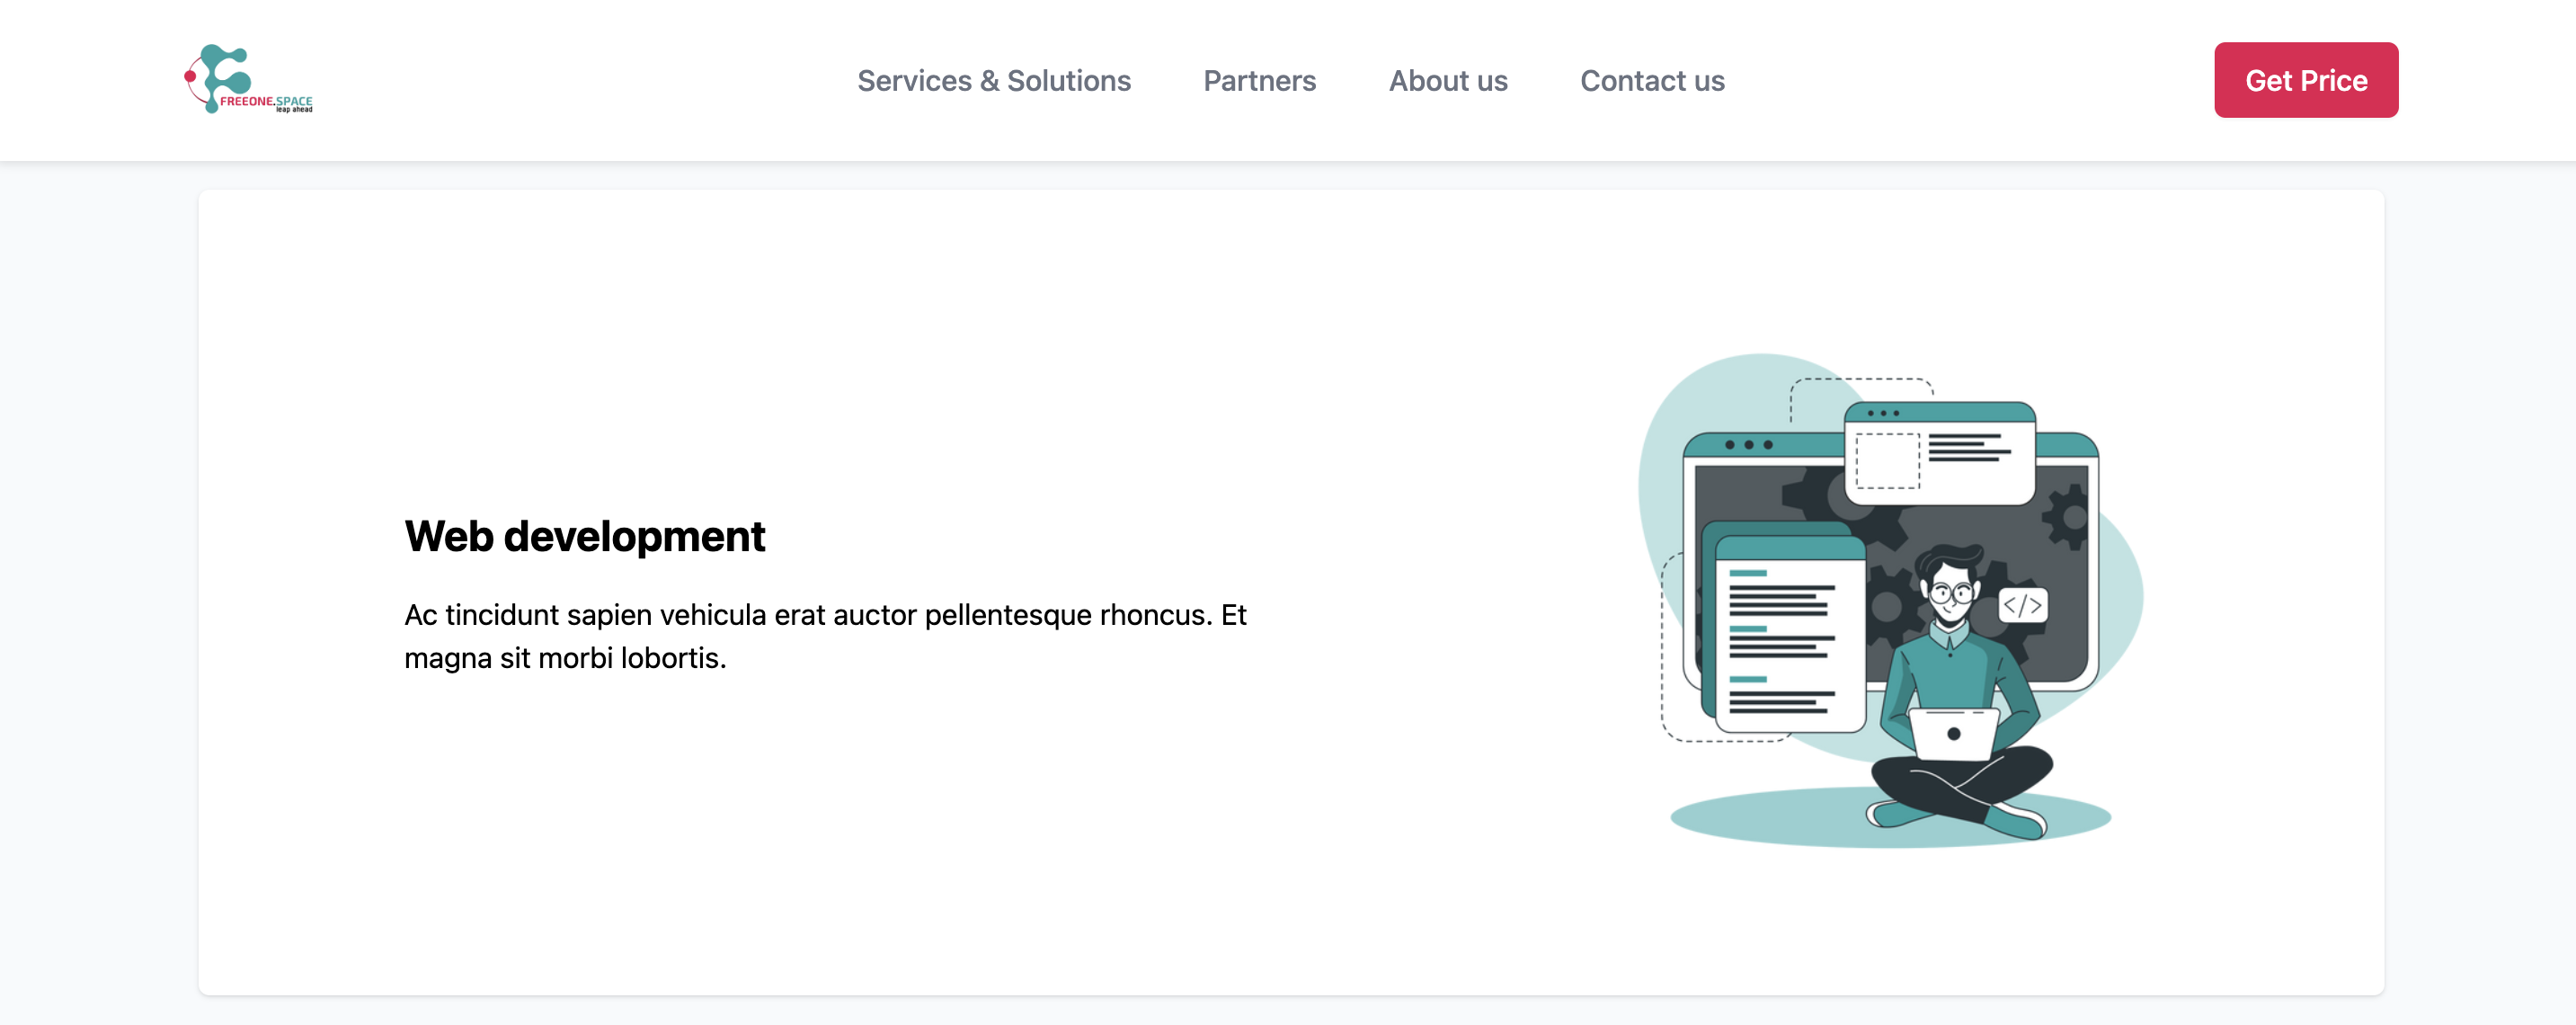 FREEONE.SPACE
leap ahead
Services & Solutions
Partners
About us
Contact us
Get Price
Web development
Ac tincidunt sapien vehicula erat auctor pellentesque rhoncus. Et
magna sit morbi lobortis.
</>